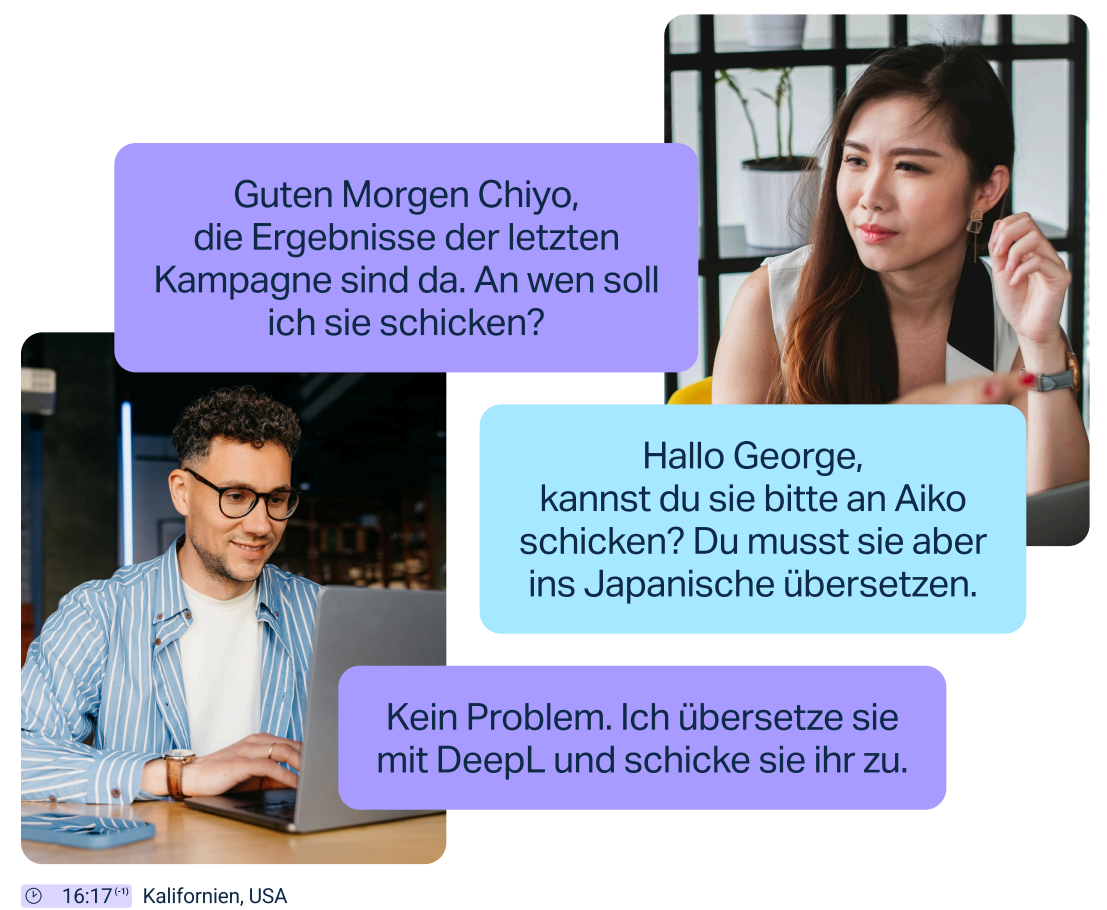 Guten Morgen Chiyo,
die Ergebnisse der letzten
Kampagne sind da. An wen soll
ich sie schicken?
Hallo George,
kannst du sie bitte an Aiko
schicken? Du musst sie aber
ins Japanische übersetzen.
Kein Problem. Ich übersetze sie
mit DeepL und schicke sie ihr zu.
16:17(-1) Kalifornien, USA